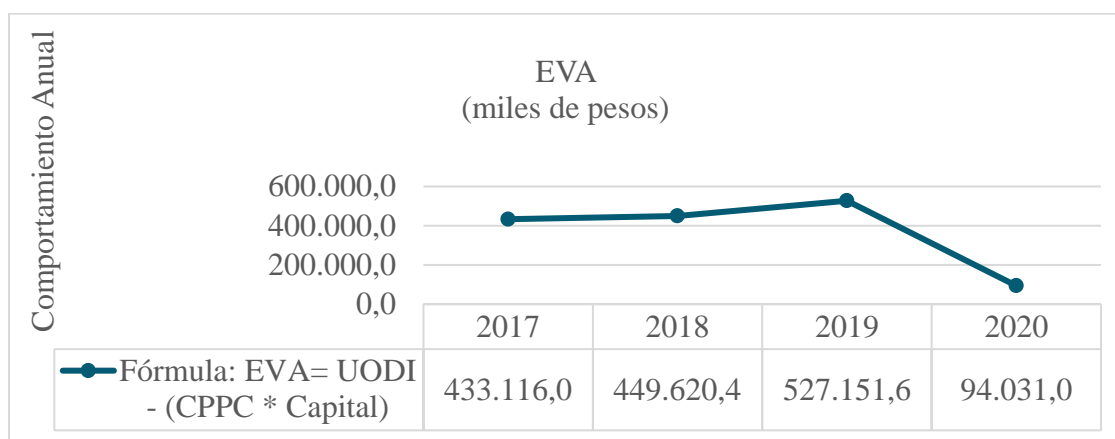 EVA
(miles de pesos)
Comportamiento Anual
600.000,0
400.000,0
200.000,0
0,0
2017 2018 2019 2020
Fórmula: EVA= UODI
- (CPPC * Capital)
433.116,0 449.620,4 527.151,6 94.031,0